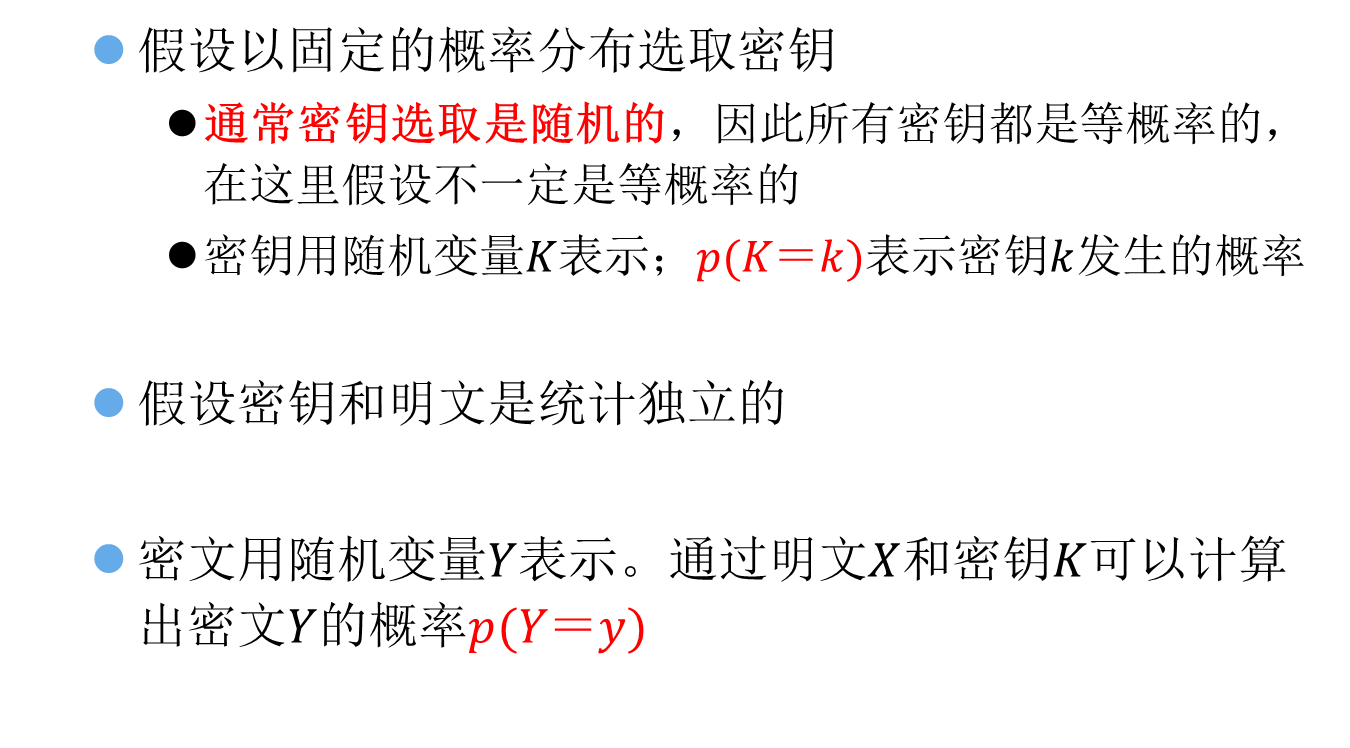 假设以固定的概率分布选取密钥
通常密钥选取是随机的，因此所有密钥都是等概率的，
在这里假设不一定是等概率的
密钥用随机变量K表示；p(K＝k)表示密钥k发生的概率
假设密钥和明文是统计独立的
密文用随机变量Y表示。通过明文X和密钥K可以计算
出密文Y的概率p(Y＝y)